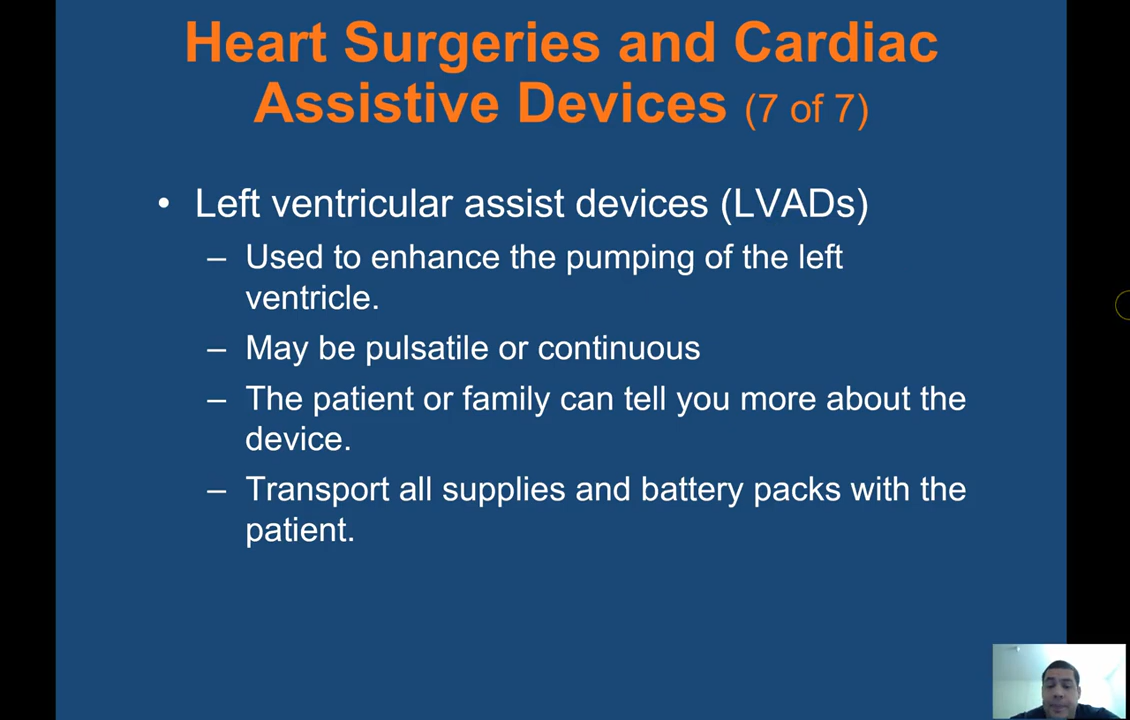 Heart Surgeries and Cardiac
Assistive Devices (7 of 7)
• Left ventricular assist devices (LVADs)
– Used to enhance the pumping of the left
ventricle.
– May be pulsatile or continuous
– The patient or family can tell you more about the
device.
– Transport all supplies and battery packs with the
patient.